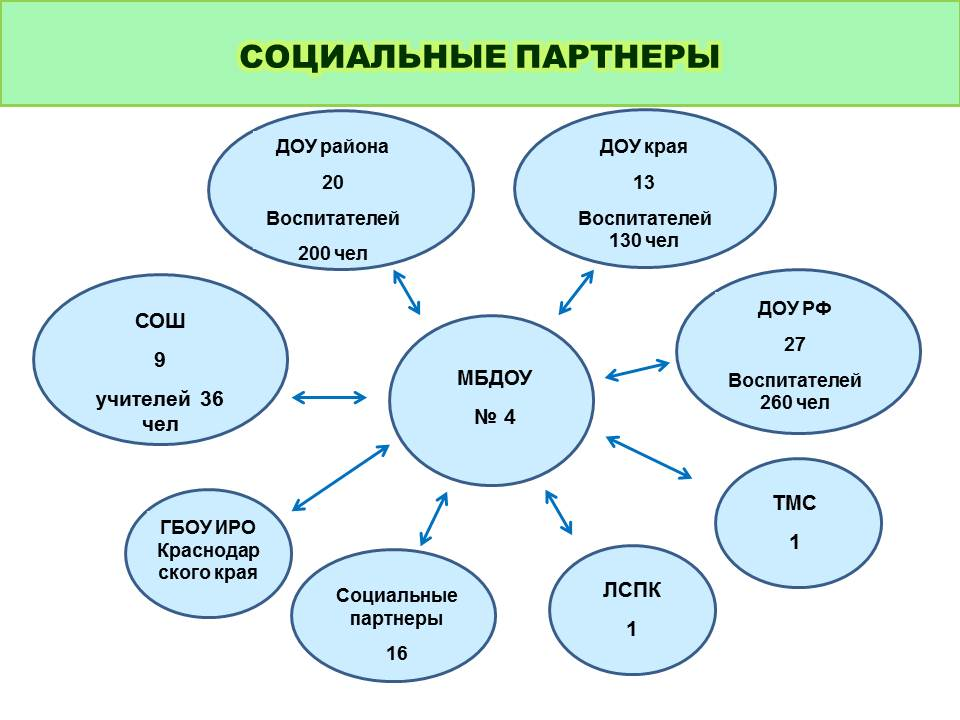 СОЦИАЛЬНЫЕ ПАРТНЕРЫ
ДОУ района
20
Воспитателей
200 чел
ДОУ края
13
Воспитателей
130 чел
СОШ
9
учителей 36
чел
МБДОУ
№ 4
ДОУ РФ
27
Воспитателей
260 чел
ТМС
1
ГБОУ ИРО
Краснодар
ского края
Социальные
партнеры
16
ЛСПК
1